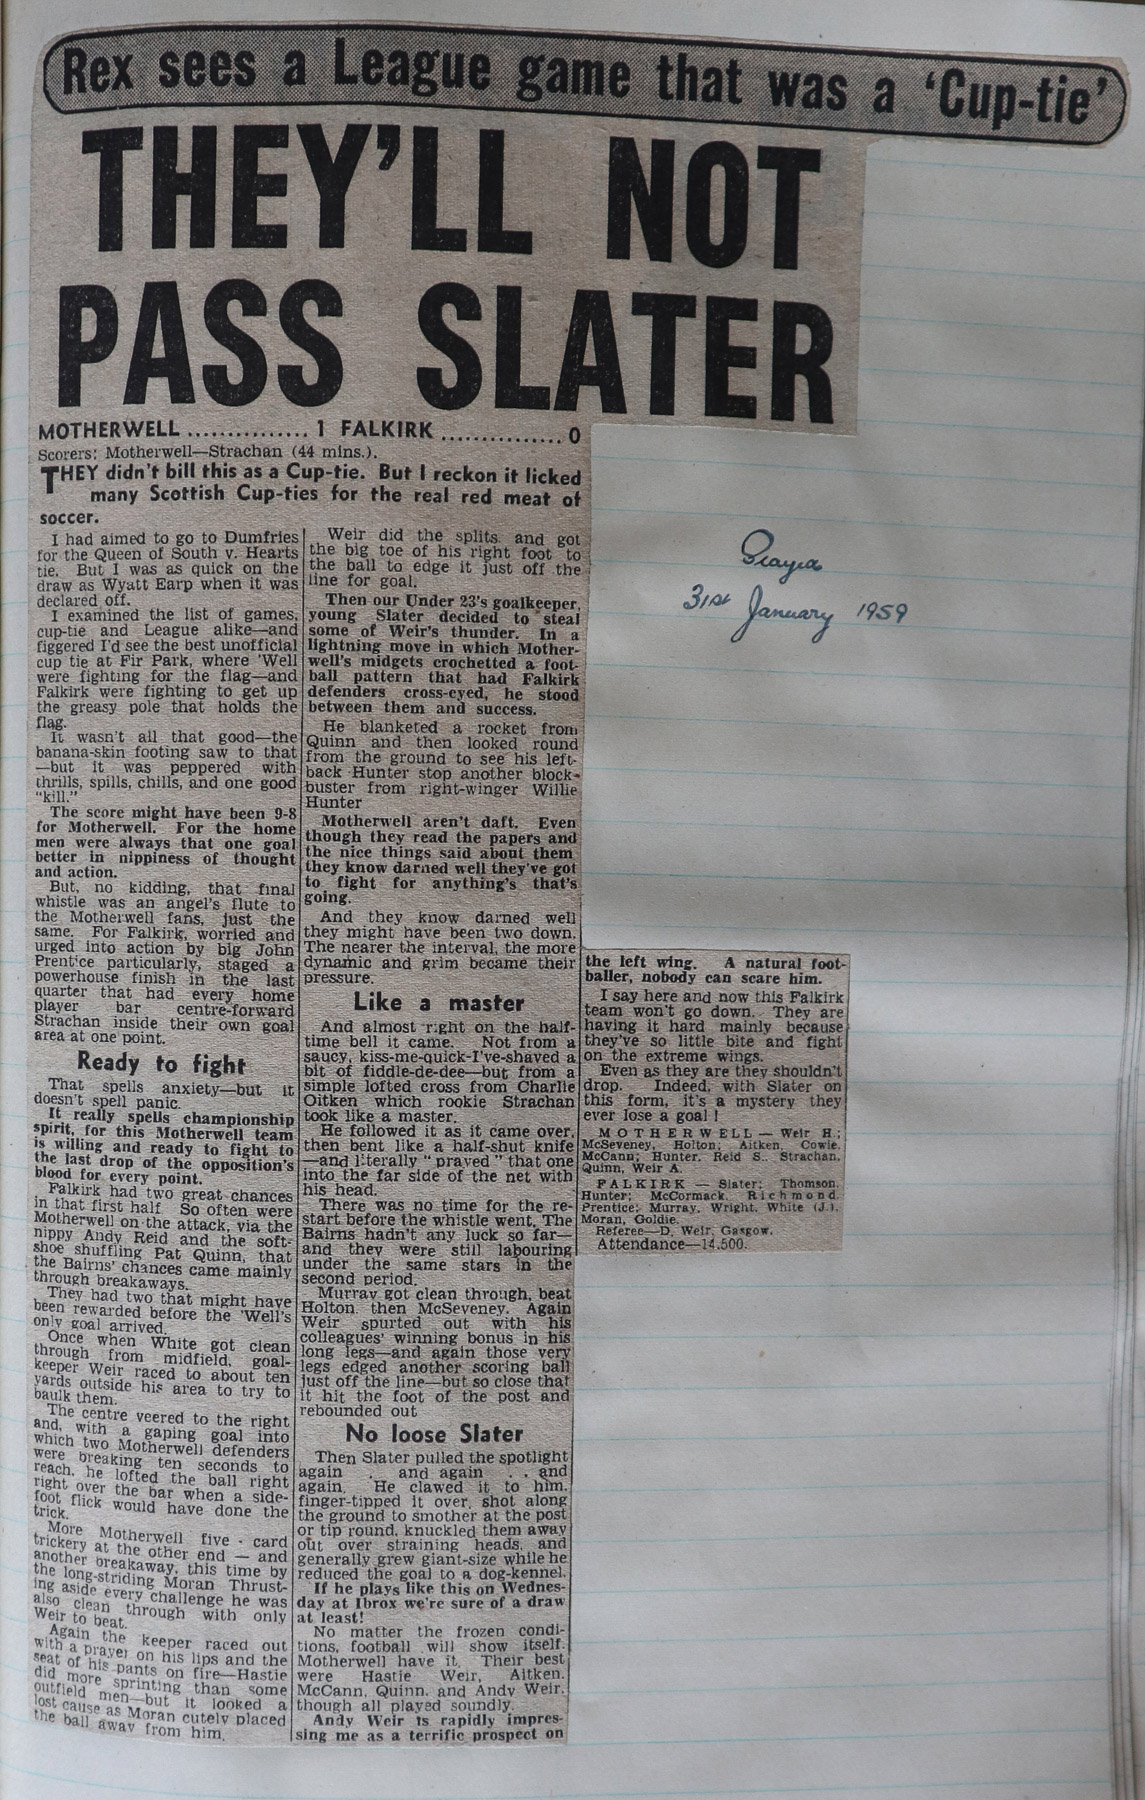 Rex sees a League game that was a 'Cup-tie'
THEY'LL NOT
PASS SLATER
MOTHERWELL ............... 1 FALKIRK ............... 0
Scorers: Motherwell—Strachan (44 mins.).
THEY didn't bill this as a Cup-tie. But I reckon it licked
many Scottish Cup-ties for the real red meat of
soccer.
I had aimed to go to Dumfries
for the Queen of South v. Hearts
tie. But I was as quick on the
draw as Wyatt Earp when it was
declared off.
I examined the list of games,
cup-tie and League alike—and
figgered I'd see the best unofficial
cup tie at Fir Park, where 'Well
were fighting for the flag—and
Falkirk were fighting to get up
the greasy pole that holds the
flag.
It wasn't all that good—the
banana-skin footing saw to that
—but it was peppered with
thrills, spills, chills, and one good
"kill."
The score might have been 9-8
for Motherwell. For the home
men were always that one goal
better in nippiness of thought
and action.
But, no kidding, that final
whistle was an angel's flute to
the Motherwell fans, just the
same. For Falkirk, worried and
urged into action by big John
Prentice particularly, staged a
powerhouse finish in the last
quarter that had every home
player bar centre-forward
Strachan inside their own goal
area at one point.
Ready to fight
That spells anxiety—but it
doesn't spell panic.
It really spells championship
spirit, for this Motherwell team
is willing and ready to fight to
the last drop of the opposition's
blood for every point.
Falkirk had two great chances
in that first half. So often were
Motherwell on the attack, via the
nippy Andy Reid and the soft-
shoe shuffling Pat Quinn, that
the Bairns' chances came mainly
through breakaways.
They had two that might have
been rewarded before the 'Well's
only goal arrived.
Once when White got clean
through from midfield, goal-
keeper Weir raced to about ten
yards outside his area to try to
baulk them.
The centre veered to the right
and, with a gaping goal into
which two Motherwell defenders
were breaking ten seconds to
reach, he lofted the ball right
right over the bar when a side-
foot flick would have done the
trick.
More Motherwell five-card
trickery at the other end — and
another breakaway, this time by
the long-striding Moran Thrust-
ing aside every challenge he was
also clean through with only
Weir to beat.
Again the keeper raced out
with a prayer on his lips and the
seat of his pants on fire—Hastie
did more sprinting than some
outfield men—but it looked a
lost cause as Moran cutely placed
the ball away from him.
Weir did the splits and got
the big toe of his right foot to
the ball to edge it just off the
line for goal.
Then our Under 23's goalkeeper,
young Slater decided to steal
some of Weir's thunder. In a
lightning move in which Mother-
well's midgets crochetted a foot-
ball pattern that had Falkirk
defenders cross-eyed, he stood
between them and success.
He blanketed a rocket from
Quinn and then looked round
from the ground to see his left-
back Hunter stop another block-
buster from right-winger Willie
Hunter
Motherwell aren't daft. Even
though they read the papers and
the nice things said about them
they know darned well they've got
to fight for anything's that's
going.
And they know darned well
they might have been two down.
The nearer the interval, the more
dynamic and grim became their
pressure.
Like a master
And almost right on the half-
time bell it came. Not from a
saucy, kiss-me-quick-I've-shaved a
bit of fiddle-de-dee—but from a
simple lofted cross from Charlie
Oitken which rookie Strachan
took like a master.
He followed it as it came over,
then bent like a half-shut knife
—and literally "prayed" that one
into the far side of the net with
his head.
There was no time for the re-
start before the whistle went. The
Bairns hadn't any luck so far—
and they were still labouring
under the same stars in the
second period.
Murray got clean through, beat
Holton, then McSeveney. Again
Weir spurted out with his
colleagues' winning bonus in his
long legs—and again those very
legs edged another scoring ball
just off the line—but so close that
it hit the foot of the post and
rebounded out
No loose Slater
Then Slater pulled the spotlight
again . and again . . and
again. He clawed it to him,
finger-tipped it over, shot along
the ground to smother at the post
or tip round, knuckled them away
out over straining heads, and
generally grew giant-size while he
reduced the goal to a dog-kennel.
If he plays like this on Wednes-
day at Ibrox we're sure of a draw
at least!
No matter the frozen condi-
tions, football will show itself.
Motherwell have it. Their best
were Hastie Weir, Aitken,
McCann, Quinn, and Andy Weir,
though all played soundly.
Andy Weir is rapidly impres-
sing me as a terrific prospect on
the left wing. A natural foot-
baller, nobody can scare him.
I say here and now this Falkirk
team won't go down. They are
having it hard mainly because
they've so little bite and fight
on the extreme wings.
Even as they are they shouldn't
drop. Indeed, with Slater on
this form, it's a mystery they
ever lose a goal!
MOTHERWELL — Weir H.;
McSeveney, Holton; Aitken, Cowie,
McCann; Hunter, Reid S., Strachan,
Quinn, Weir A.
FALKIRK — Slater; Thomson,
Hunter; McCormack, Richmond,
Prentice; Murray, Wright, White (J.),
Moran, Goldie.
Referee—D. Weir, Gasgow.
Attendance—14,500.
31st January 1959